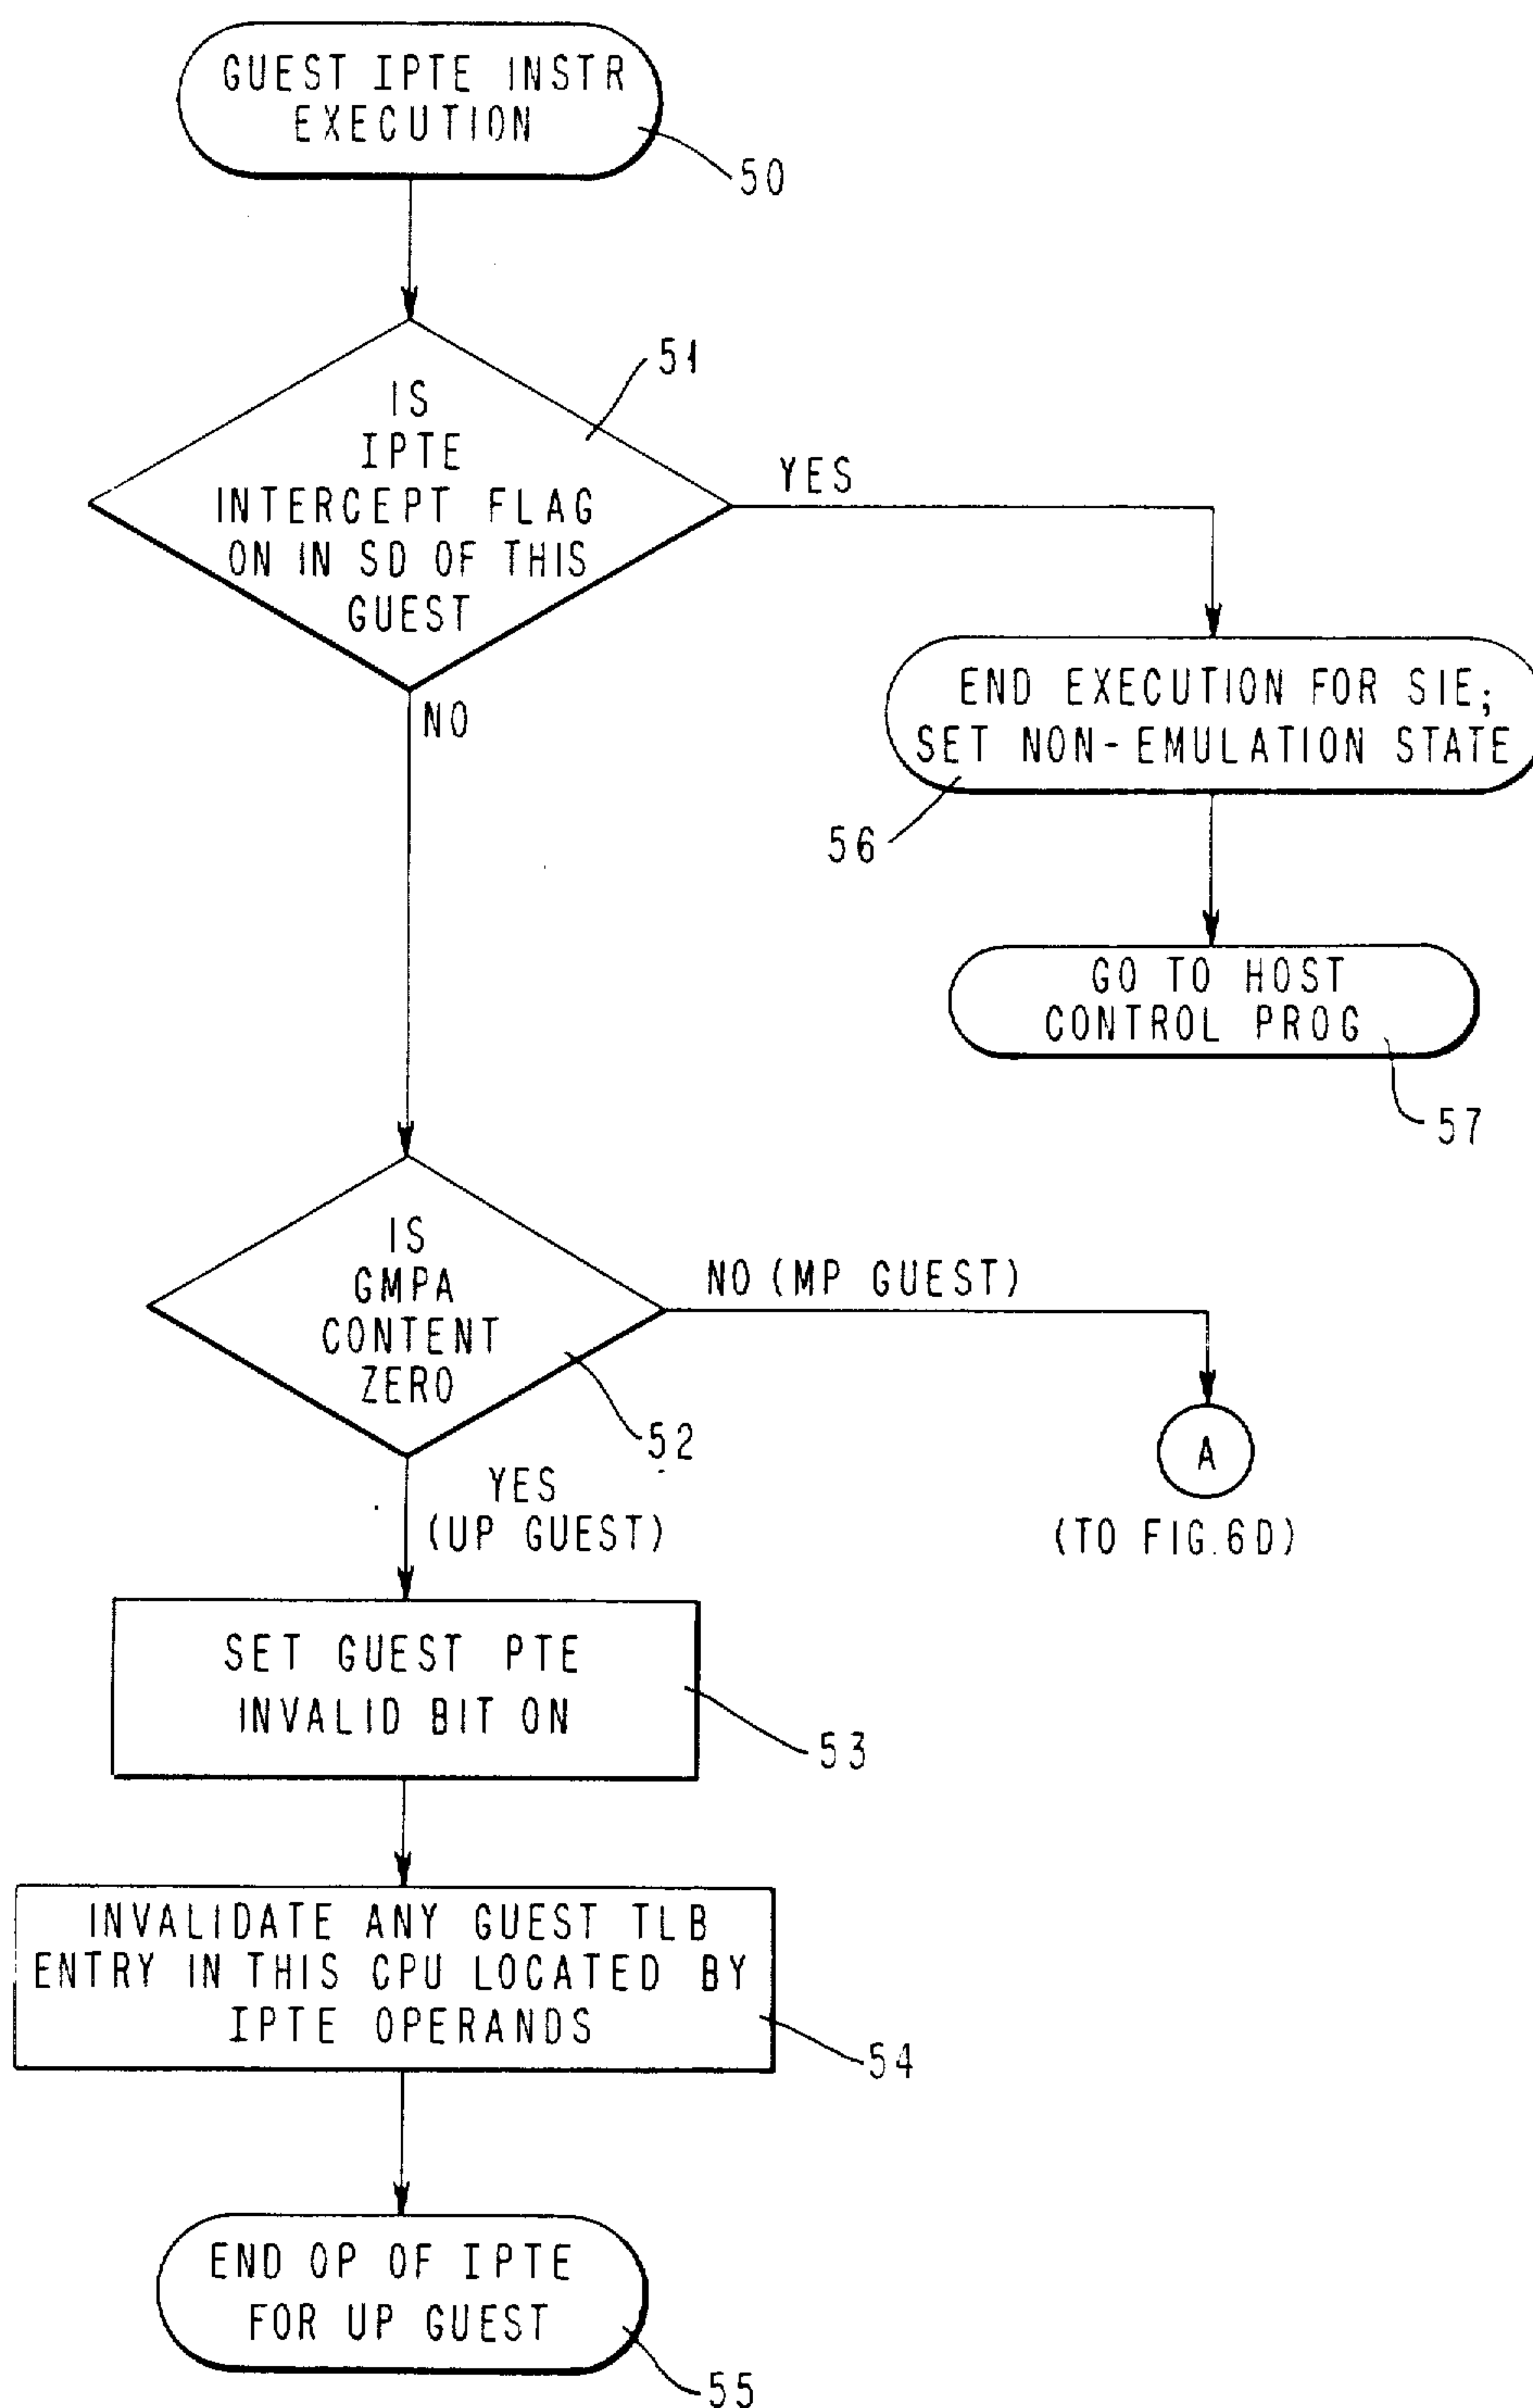 GUEST IPTE INSTR
EXECUTION
50
IS
IPTE
INTERCEPT FLAG
ON IN SD OF THIS
GUEST
51
YES
NO
END EXECUTION FOR SIE;
SET NON-EMULATION STATE
56
GO TO HOST
CONTROL PROG
57
IS
GMPA
CONTENT
ZERO
52
NO (MP GUEST)
A
(TO FIG.6D)
YES
(UP GUEST)
SET GUEST PTE
INVALID BIT ON
53
INVALIDATE ANY GUEST TLB
ENTRY IN THIS CPU LOCATED BY
IPTE OPERANDS
54
END OP OF IPTE
FOR UP GUEST
55